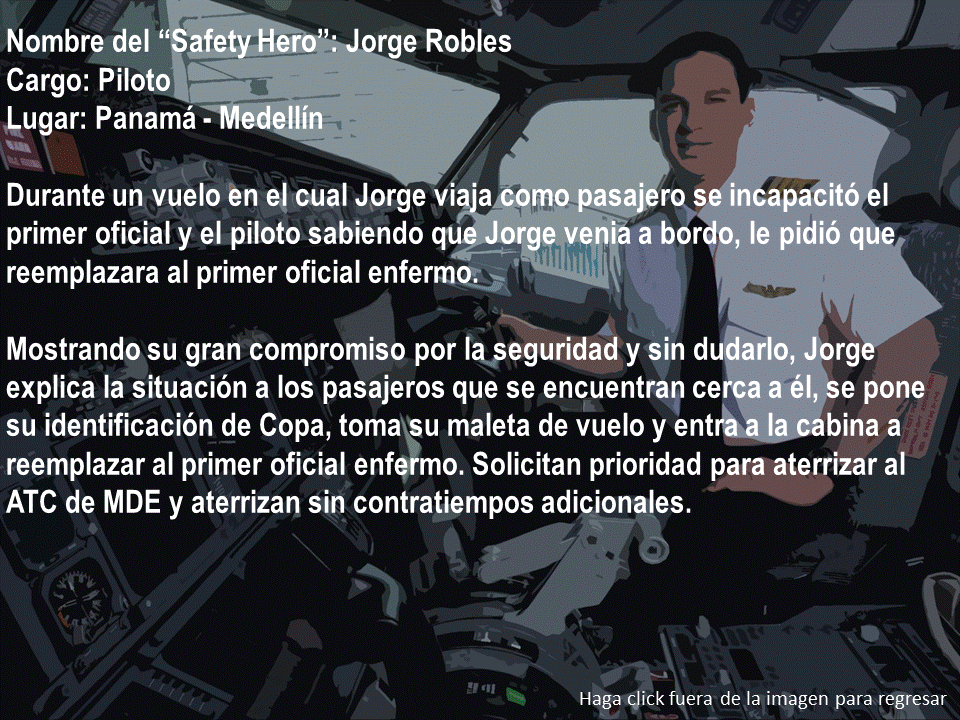 Nombre del “Safety Hero”: Jorge Robles
Cargo: Piloto
Lugar: Panamá - Medellín
Durante un vuelo en el cual Jorge viaja como pasajero se incapacitó el
primer oficial y el piloto sabiendo que Jorge venia a bordo, le pidió que
reemplazara al primer oficial enfermo.
Mostrando su gran compromiso por la seguridad y sin dudarlo, Jorge
explica la situación a los pasajeros que se encuentran cerca a él, se pone
su identificación de Copa, toma su maleta de vuelo y entra a la cabina a
reemplazar al primer oficial enfermo. Solicitan prioridad para aterrizar al
ATC de MDE y aterrizan sin contratiempos adicionales.
Haga click fuera de la imagen para regresar